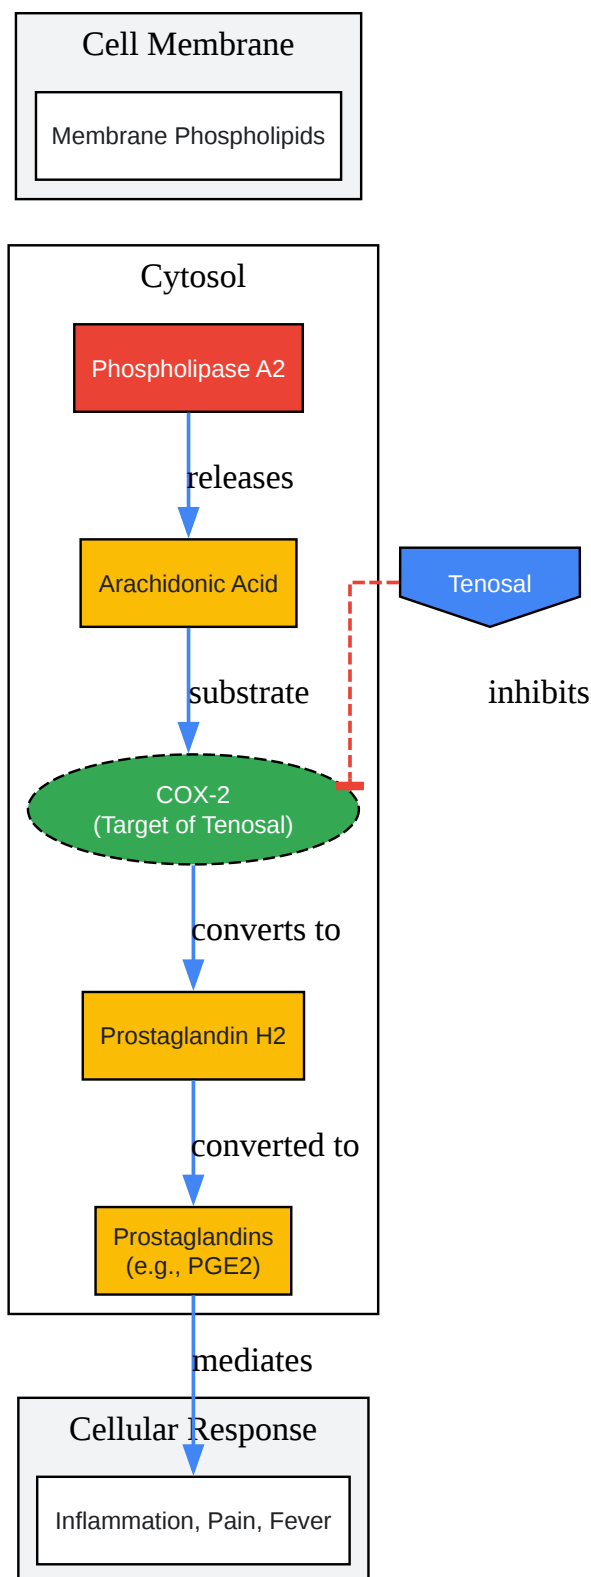 Cell Membrane
Membrane Phospholipids
Cytosol
Phospholipase A2
releases
Arachidonic Acid
Tenosal
substrate
inhibits
COX-2
(Target of Tenosal)
converts to
Prostaglandin H2
converted to
Prostaglandins
(e.g., PGE2)
mediates
Cellular Response
Inflammation, Pain, Fever